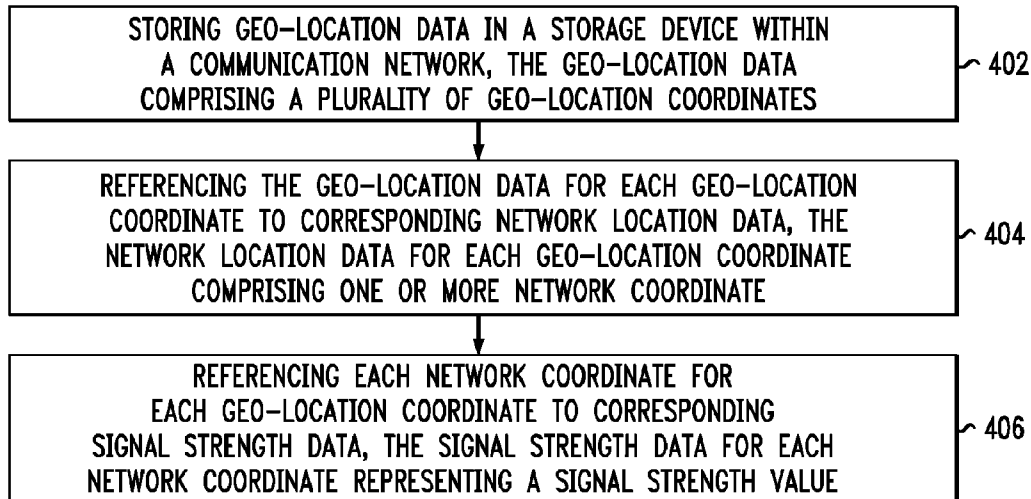 STORING GEO-LOCATION DATA IN A STORAGE DEVICE WITHIN
A COMMUNICATION NETWORK, THE GEO-LOCATION DATA
COMPRISING A PLURALITY OF GEO-LOCATION COORDINATES
402
REFERENCING THE GEO-LOCATION DATA FOR EACH GEO-LOCATION
COORDINATE TO CORRESPONDING NETWORK LOCATION DATA, THE
NETWORK LOCATION DATA FOR EACH GEO-LOCATION COORDINATE
COMPRISING ONE OR MORE NETWORK COORDINATE
404
REFERENCING EACH NETWORK COORDINATE FOR
EACH GEO-LOCATION COORDINATE TO CORRESPONDING
SIGNAL STRENGTH DATA, THE SIGNAL STRENGTH DATA FOR EACH
NETWORK COORDINATE REPRESENTING A SIGNAL STRENGTH VALUE
406